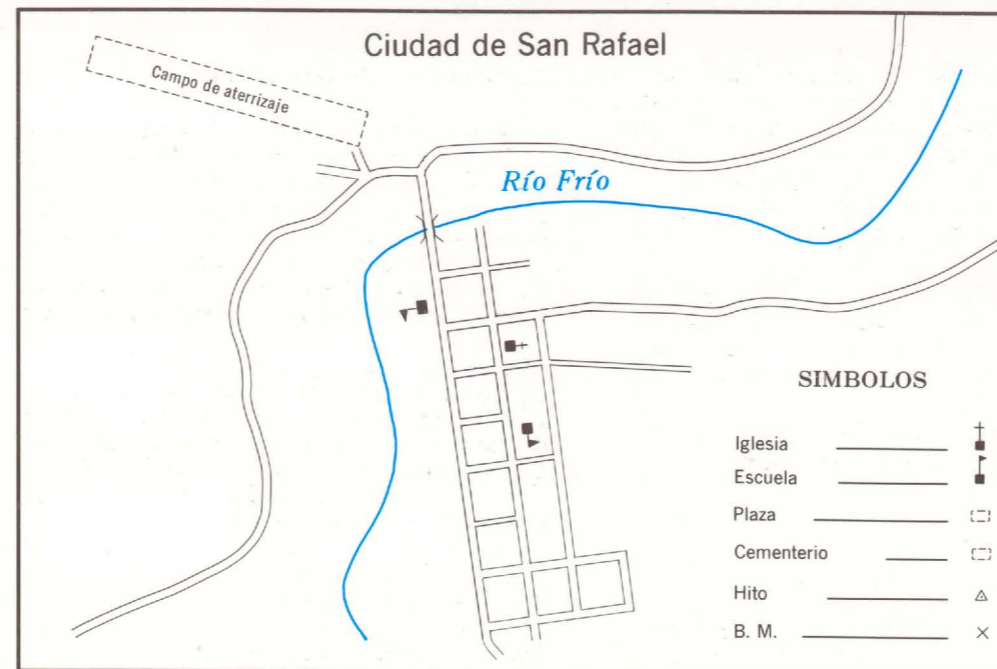 Ciudad de San Rafael
Campo de aterrizaje
Río Frío
SIMBOLOS
Iglesia
Escuela
Plaza
Cementerio
Hito
B. M.